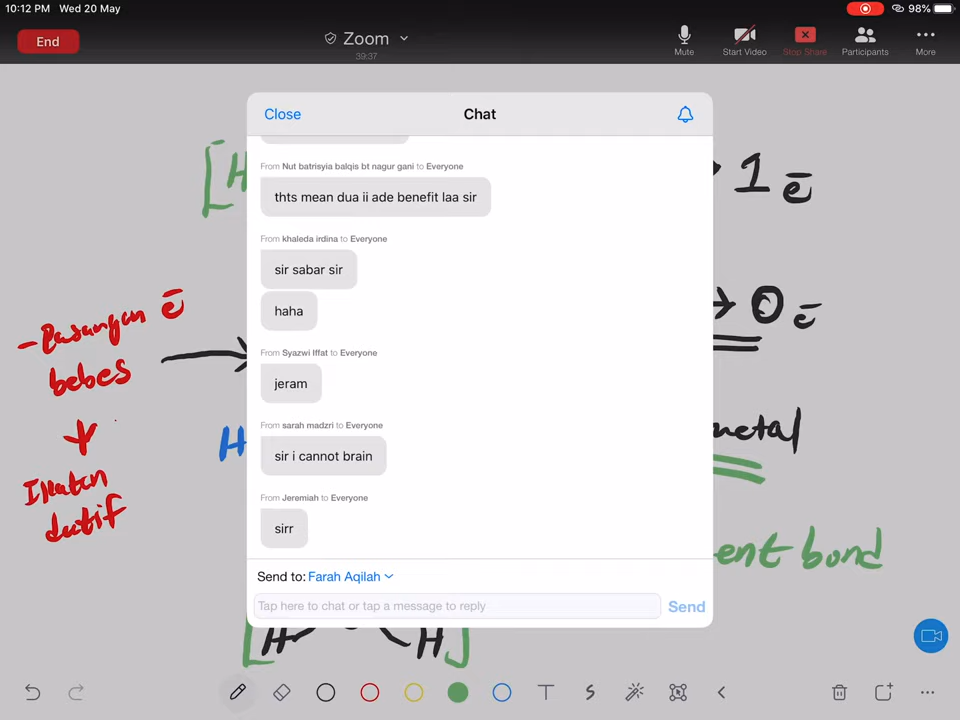 10:12 PM Wed 20 May
98%
End
Zoom
39:37
Mute
Start Video
Stop Share
Participants
More
Close
Chat
From Nut batrisyia balqis bt nagur gani to Everyone
thts mean dua ii ade benefit laa sir
From khaleda irdina to Everyone
sir sabar sir
haha
From Syazwi Iffat to Everyone
jeram
From sarah madzri to Everyone
sir i cannot brain
From Jeremiah to Everyone
sirr
Send to: Farah Aqilah
Tap here to chat or tap a message to reply
Send
[H
1 e
- Pasangan e
bebes
0 e
+
H
metal
Ikatan
datif
ent bond
[H
H]
T